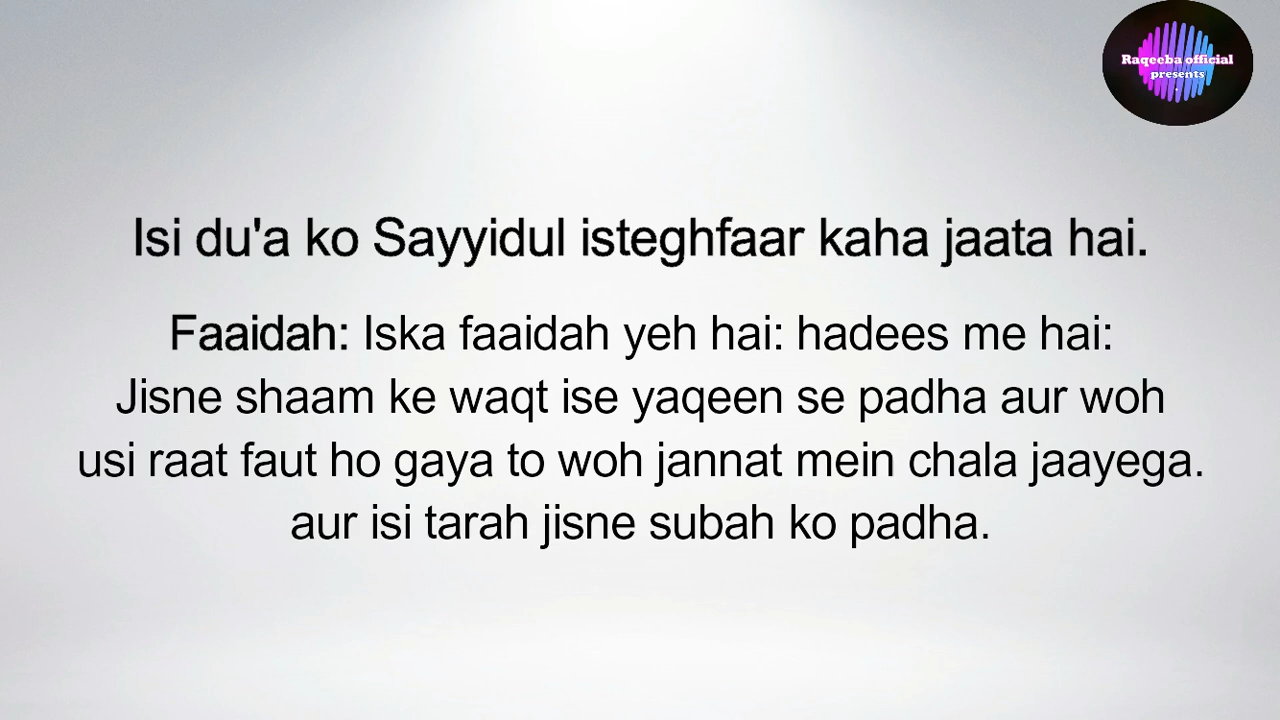 Raqeeba official
presents
Isi du'a ko Sayyidul isteghfaar kaha jaata hai.
Faaidah: Iska faaidah yeh hai: hadees me hai:
Jisne shaam ke waqt ise yaqeen se padha aur woh
usi raat faut ho gaya to woh jannat mein chala jaayega.
aur isi tarah jisne subah ko padha.